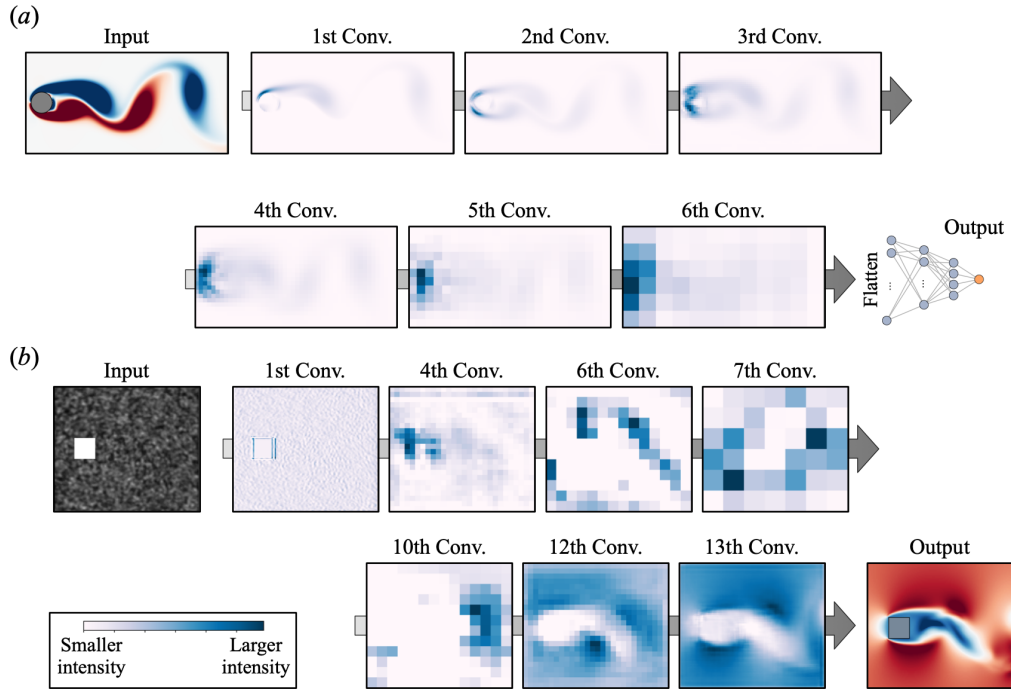 (a)
Input
1st Conv.
2nd Conv.
3rd Conv.
4th Conv.
5th Conv.
6th Conv.
Flatten
Output
...
...
(b)
Input
1st Conv.
4th Conv.
6th Conv.
7th Conv.
10th Conv.
12th Conv.
13th Conv.
Output
Smaller
intensity
Larger
intensity